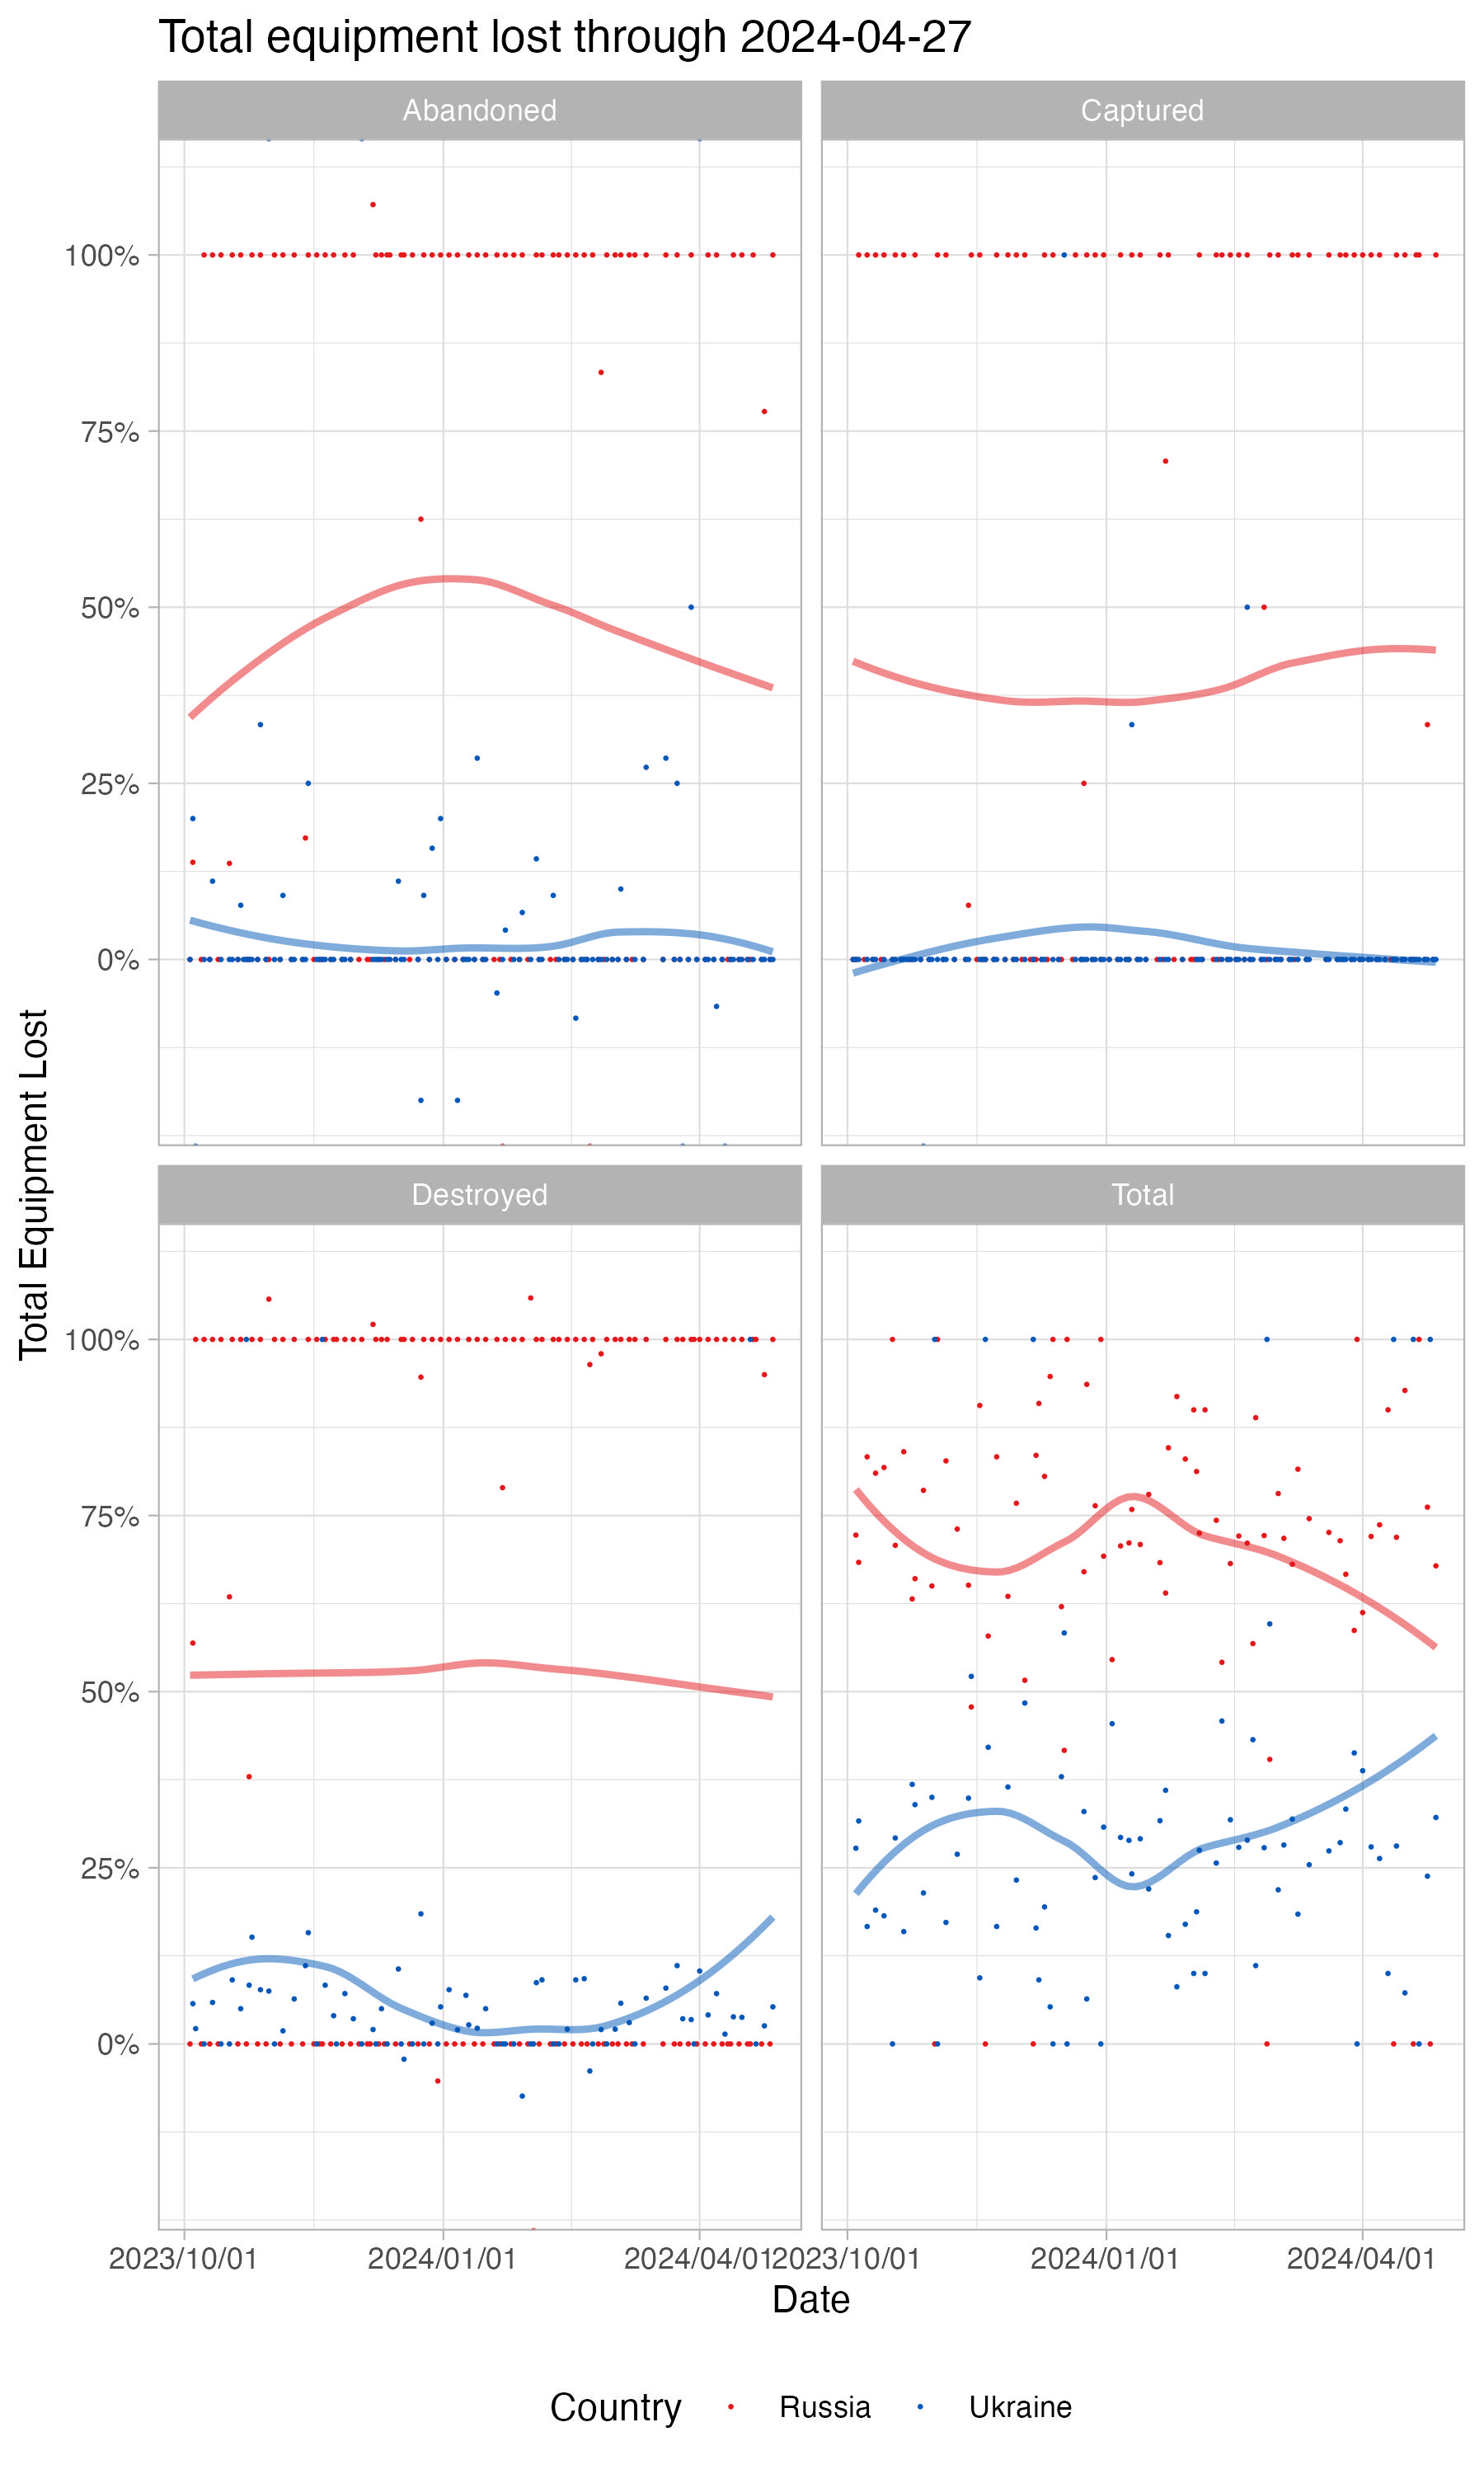 Total equipment lost through 2024-04-27
Abandoned
Captured
100%
75%
50%
25%
0%
Total Equipment Lost
Destroyed
Total
100%
75%
50%
25%
0%
2023/10/01 2024/01/01 2024/04/01 2023/10/01 2024/01/01 2024/04/01
Date
Country Russia Ukraine